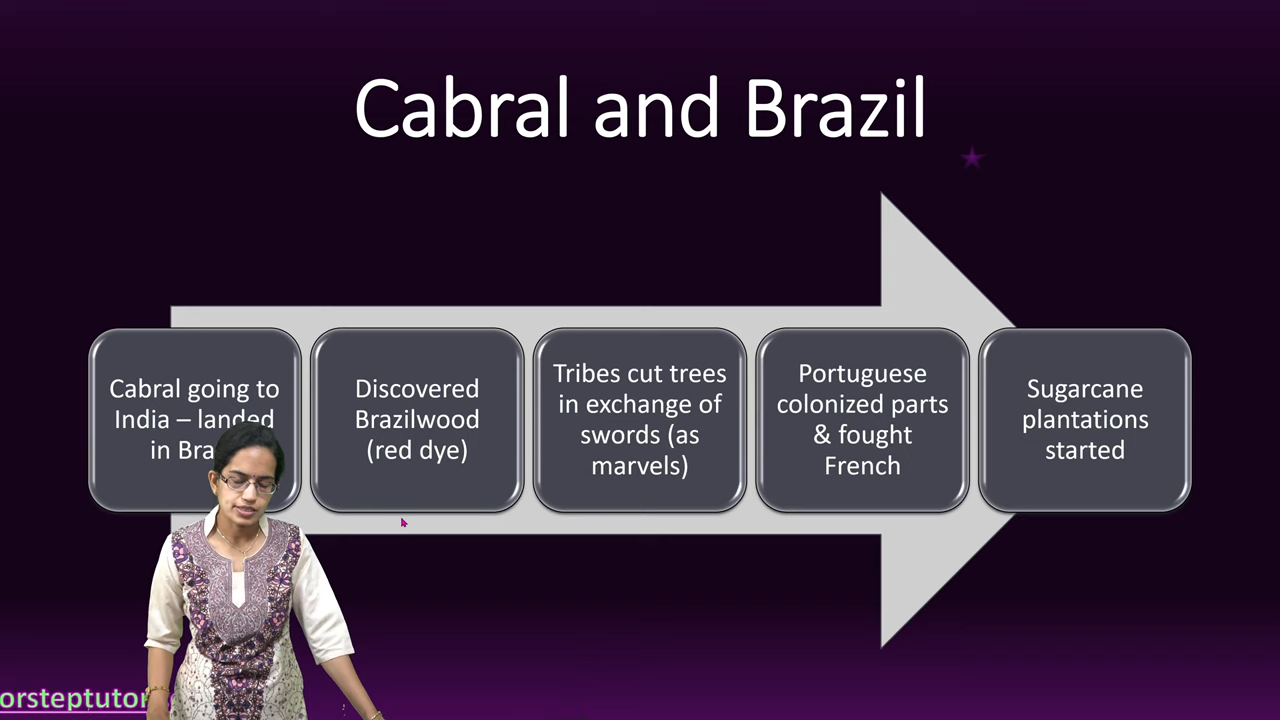 Cabral and Brazil
Cabral going to
India – landed
in
Discovered
Brazilwood
(red dye)
Tribes cut trees
in exchange of
swords (as
marvels)
Portuguese
colonized parts
& fought
French
Sugarcane
plantations
started
orsteptutor